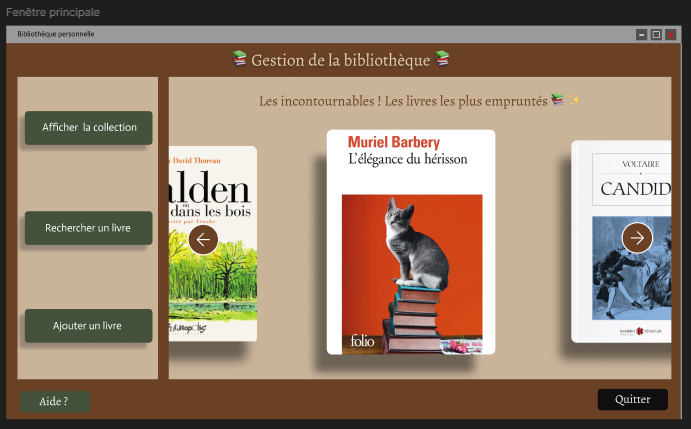 Fenêtre principale
Bibliothèque personnelle
Gestion de la bibliothèque
Afficher la collection
Rechercher un livre
Ajouter un livre
Les incontournables ! Les livres les plus empruntés
David Thoreau
alden
ou
dans les bois
Muriel Barbery
L'élégance du hérisson
folio
VOLTAIRE
CANDID
Aide ?
Quitter